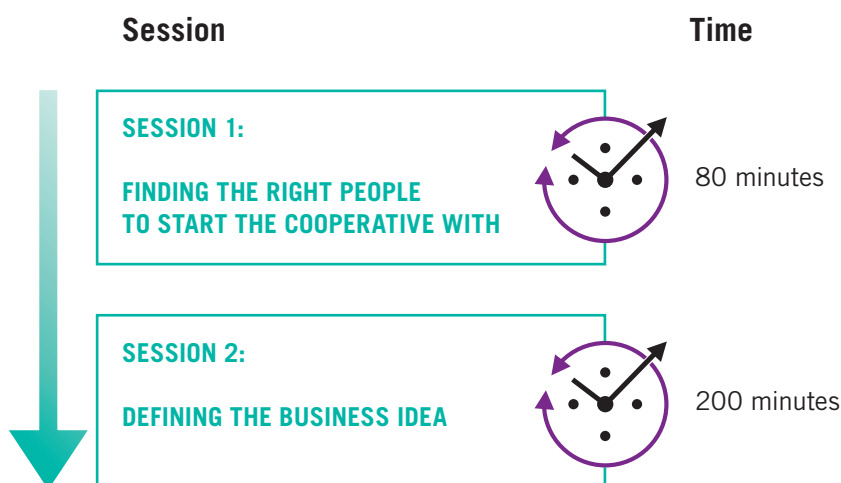 Session Time
SESSION 1:
FINDING THE RIGHT PEOPLE
TO START THE COOPERATIVE WITH
80 minutes
SESSION 2:
DEFINING THE BUSINESS IDEA
200 minutes